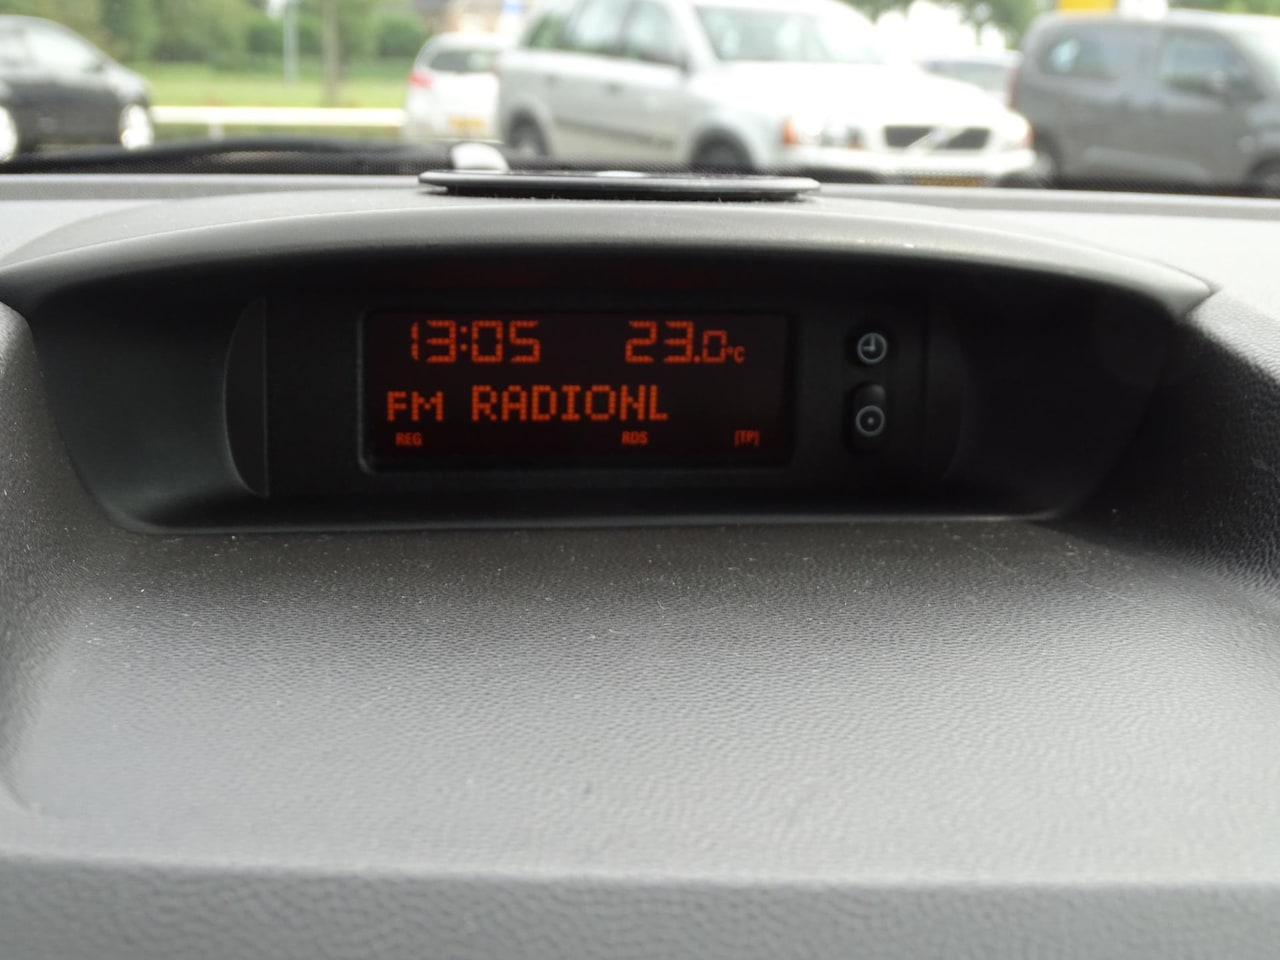 13:05 23.0°C
FM RADIONL
REG RDS [TP]